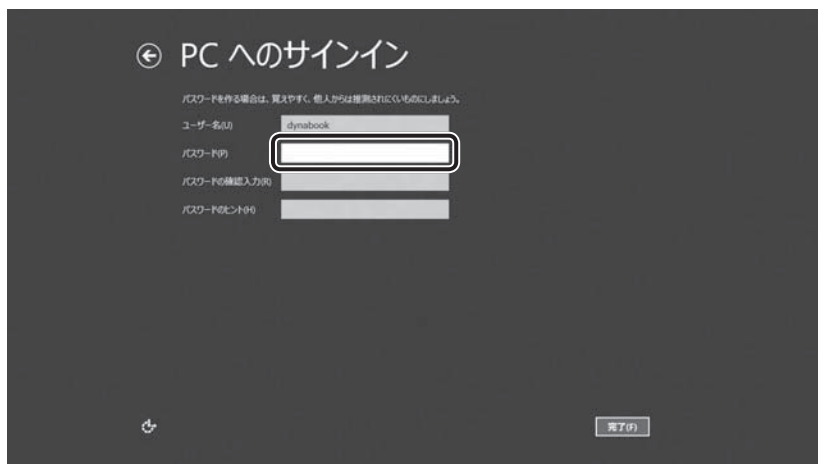 PC へのサインイン
パスワードを作る場合は、覚えやすく、他人からは推測されにくいものにしましょう。
ユーザー名(U)
dynabook
パスワード(P)
パスワードの確認入力(R)
パスワードのヒント(H)
完了(F)